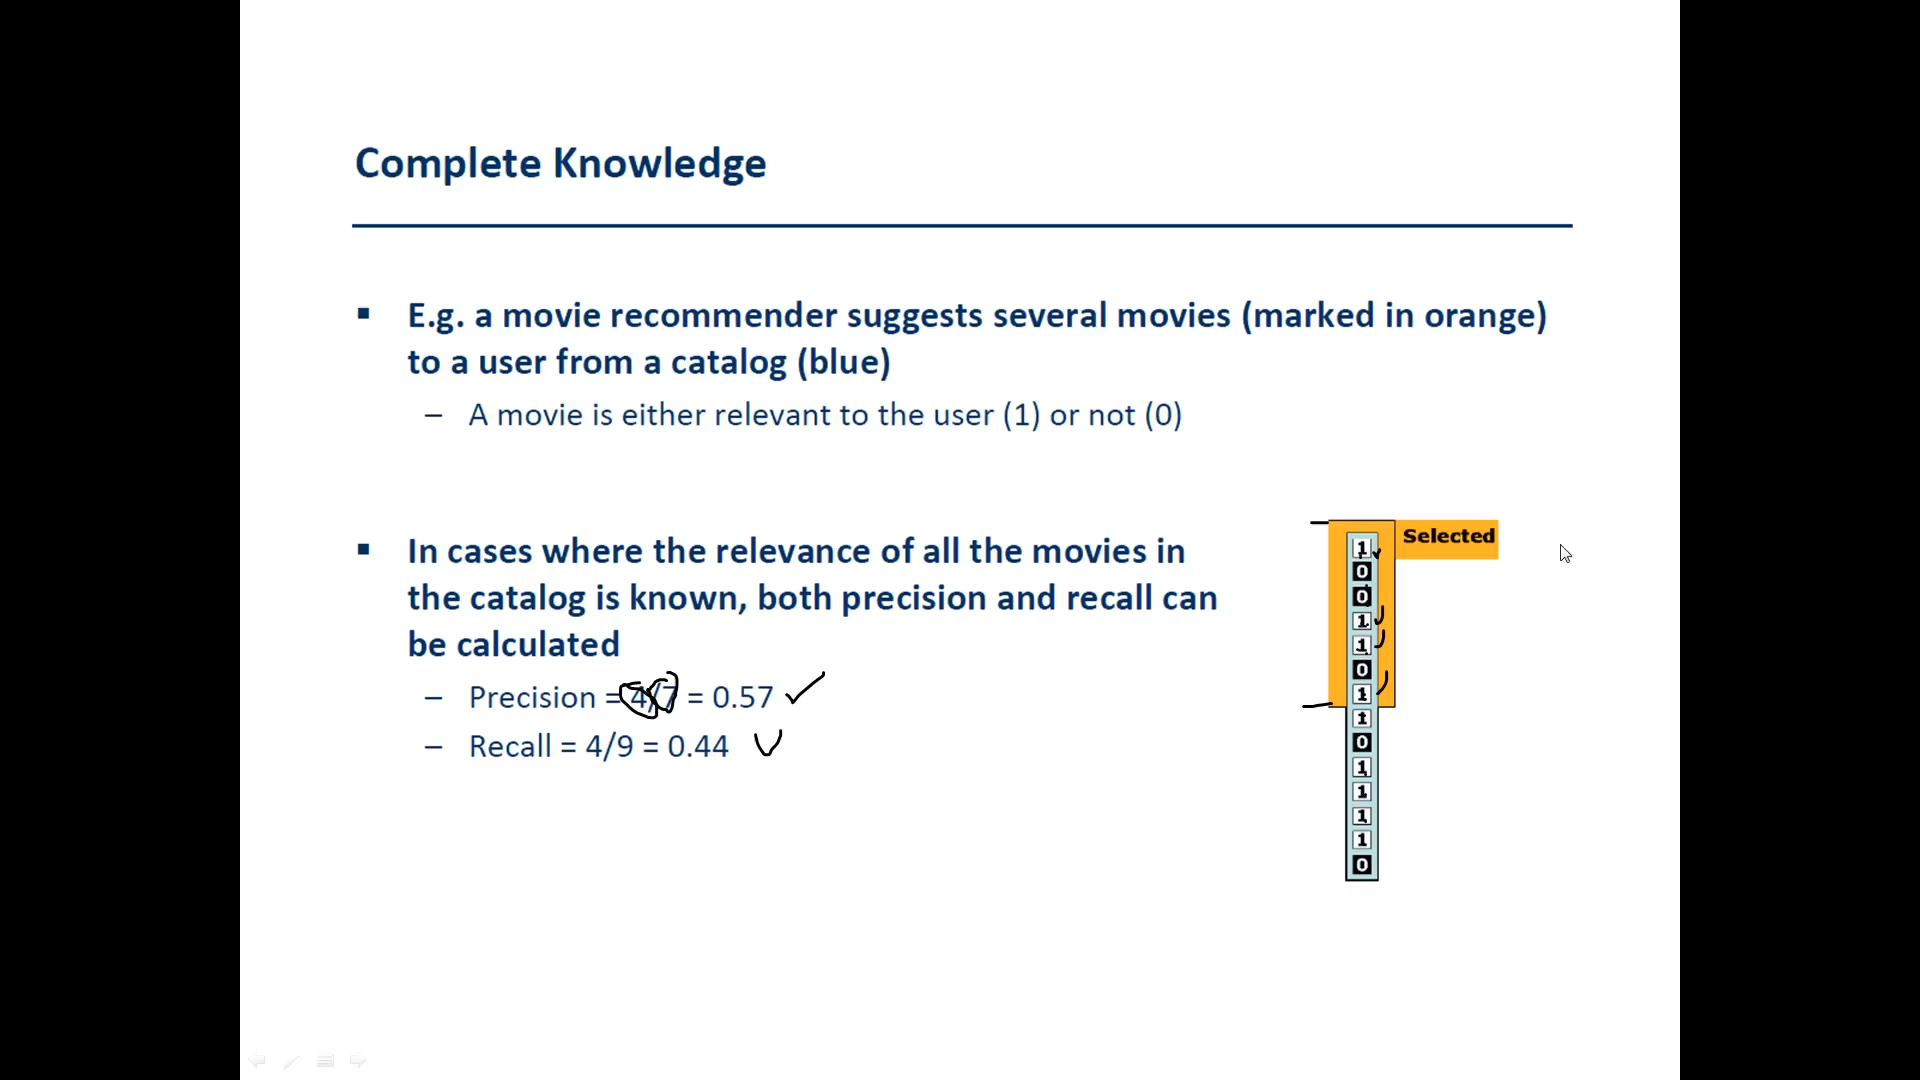 Complete Knowledge
▪ E.g. a movie recommender suggests several movies (marked in orange)
to a user from a catalog (blue)
– A movie is either relevant to the user (1) or not (0)
▪ In cases where the relevance of all the movies in
the catalog is known, both precision and recall can
be calculated
– Precision = 4/7 = 0.57
– Recall = 4/9 = 0.44
Selected
1
0
0
1
1
0
1
1
0
1
1
1
1
0